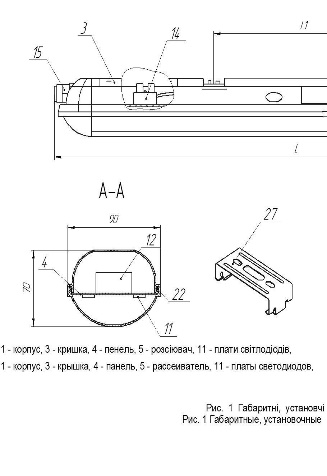 3
14
L1
15
L
A–A
90
12
27
4
70
22
11
1 - корпус, 3 - кришка, 4 - пенель, 5 - розсіювач, 11 - плати світлодіодів,
1 - корпус, 3 - крышка, 4 - панель, 5 - рассеиватель, 11 - платы светодиодов,
Рис. 1 Габаритні, установчі
Рис. 1 Габаритные, установочные